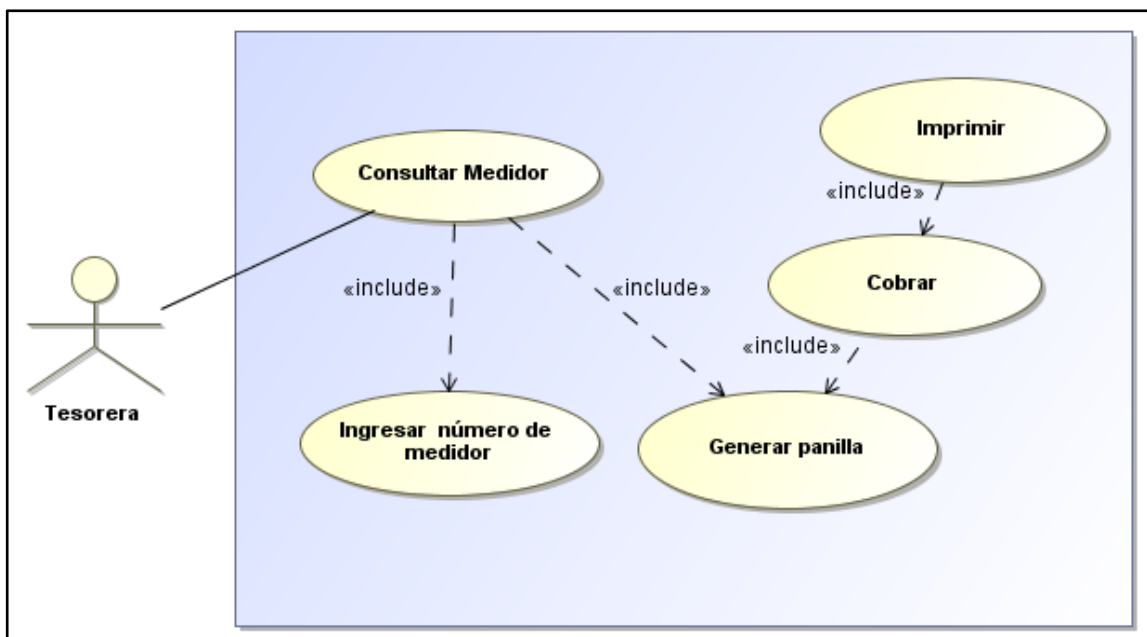 Imprimir
Consultar Medidor
«include»
Cobrar
«include»
«include»
«include»
Tesorera
Ingresar número de
medidor
Generar panilla